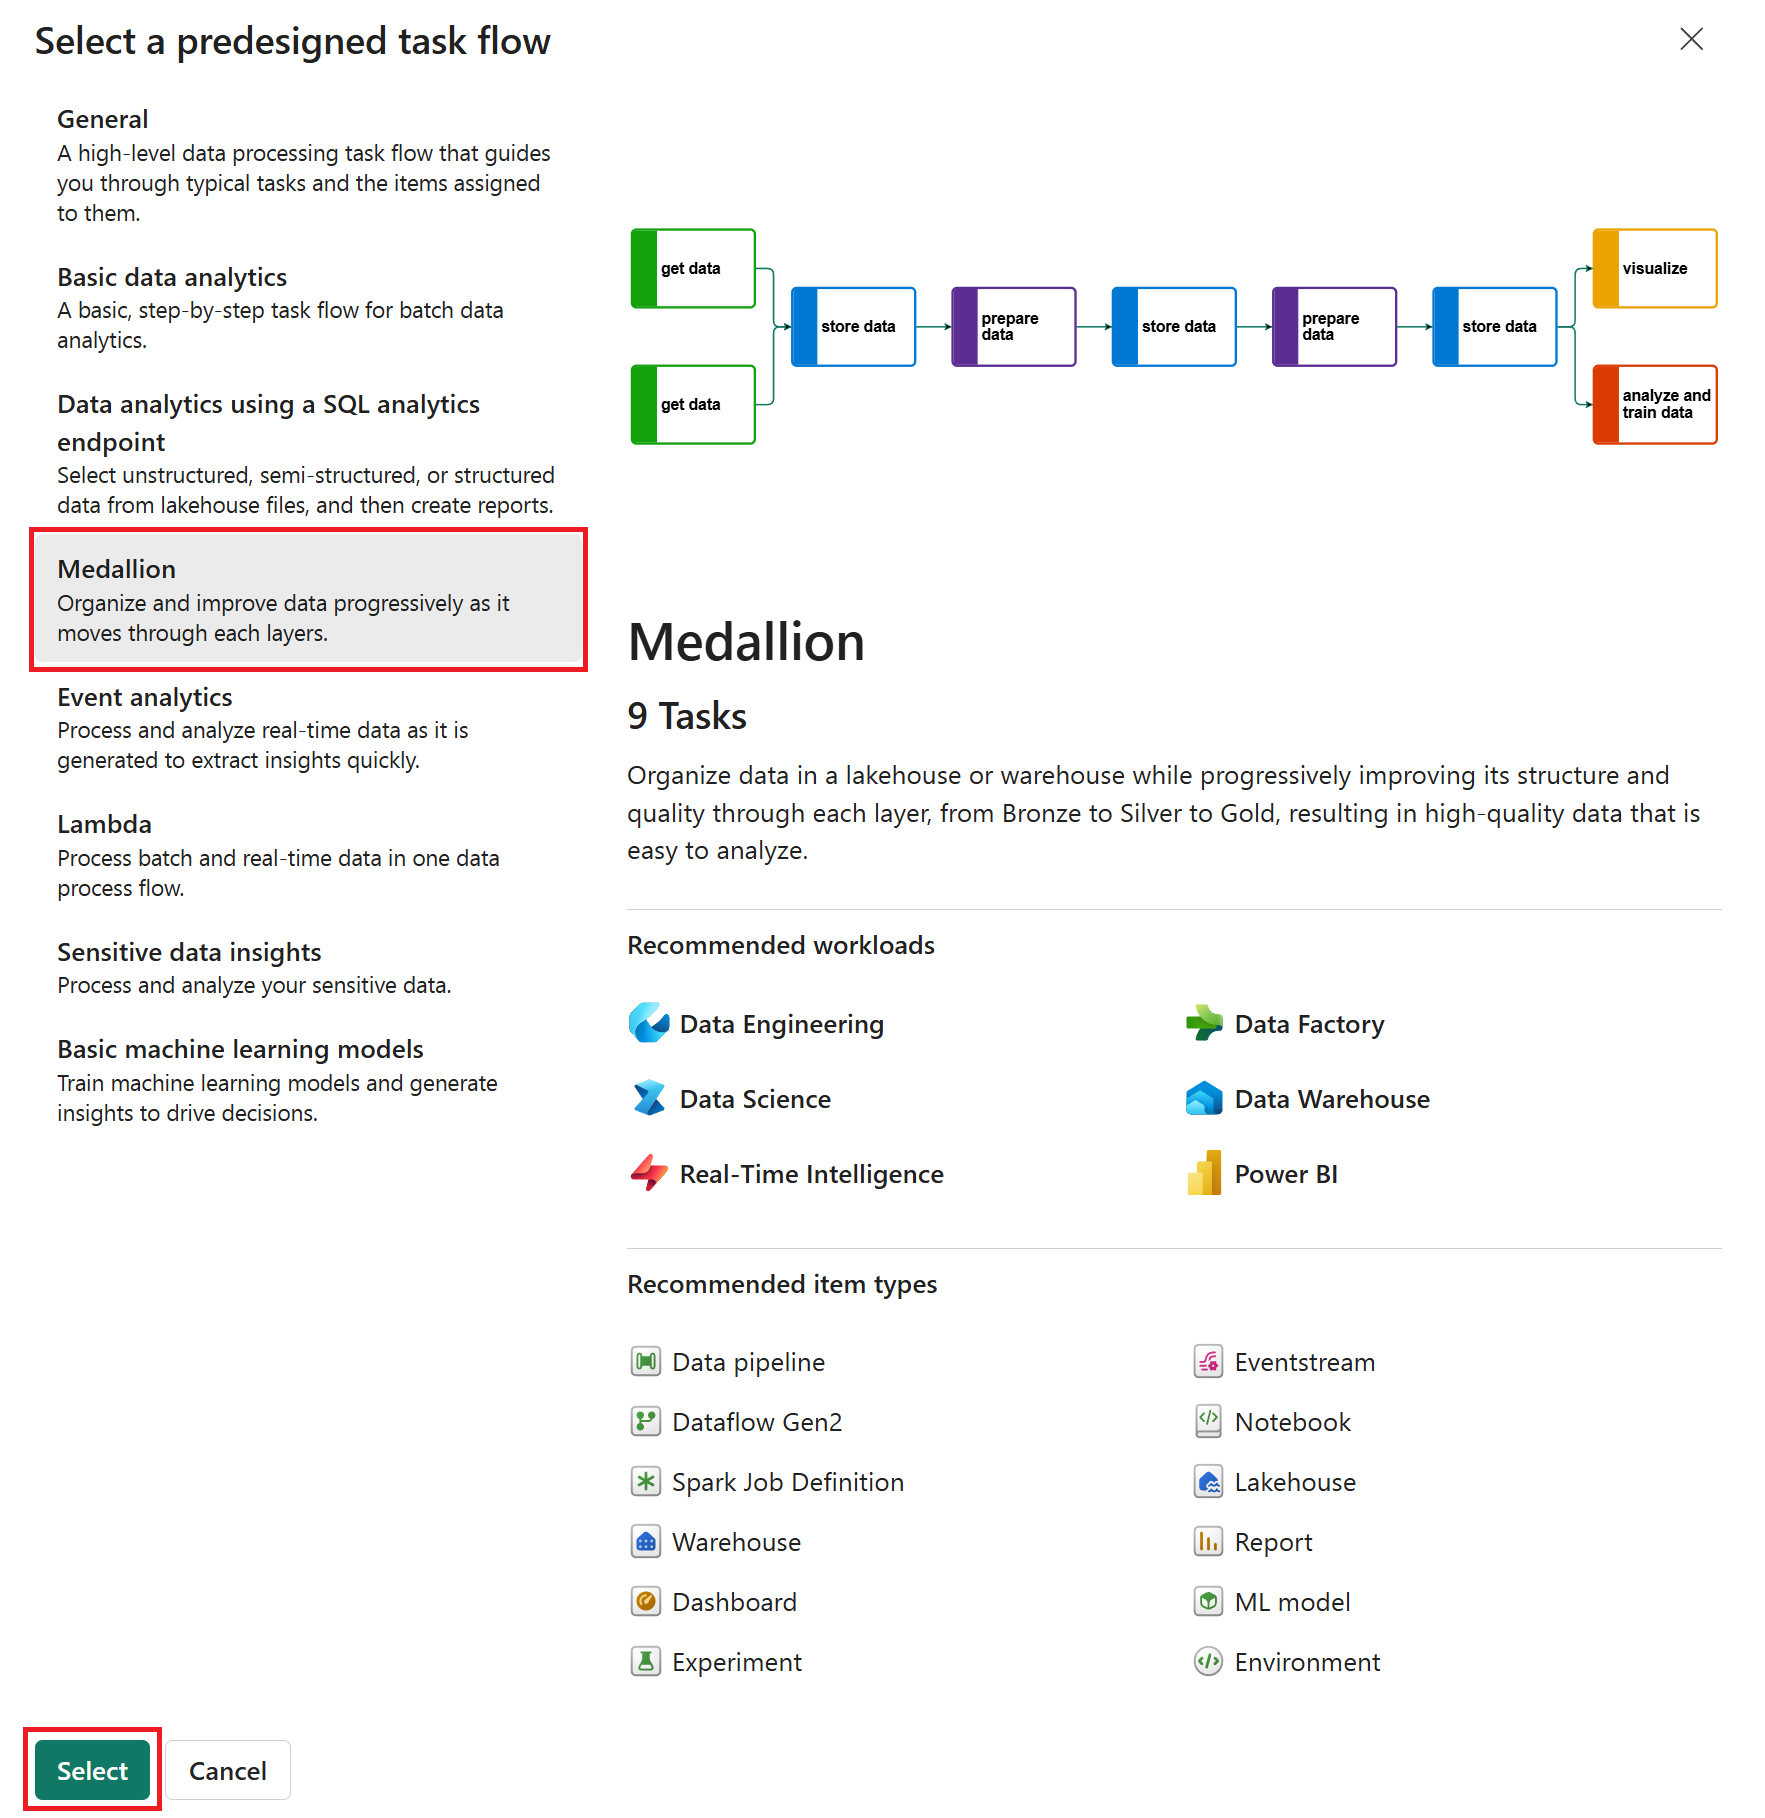 Select a predesigned task flow
General
A high-level data processing task flow that guides
you through typical tasks and the items assigned
to them.
Basic data analytics
A basic, step-by-step task flow for batch data
analytics.
Data analytics using a SQL analytics
endpoint
Select unstructured, semi-structured, or structured
data from lakehouse files, and then create reports.
Medallion
Organize and improve data progressively as it
moves through each layers.
Event analytics
Process and analyze real-time data as it is
generated to extract insights quickly.
Lambda
Process batch and real-time data in one data
process flow.
Sensitive data insights
Process and analyze your sensitive data.
Basic machine learning models
Train machine learning models and generate
insights to drive decisions.
get data
get data
store data
prepare
data
store data
prepare
data
store data
visualize
analyze and
train data
Medallion
9 Tasks
Organize data in a lakehouse or warehouse while progressively improving its structure and
quality through each layer, from Bronze to Silver to Gold, resulting in high-quality data that is
easy to analyze.
Recommended workloads
Data Engineering
Data Factory
Data Science
Data Warehouse
Real-Time Intelligence
Power BI
Recommended item types
Data pipeline
Eventstream
Dataflow Gen2
Notebook
Spark Job Definition
Lakehouse
Warehouse
Report
Dashboard
ML model
Experiment
Environment
Select
Cancel